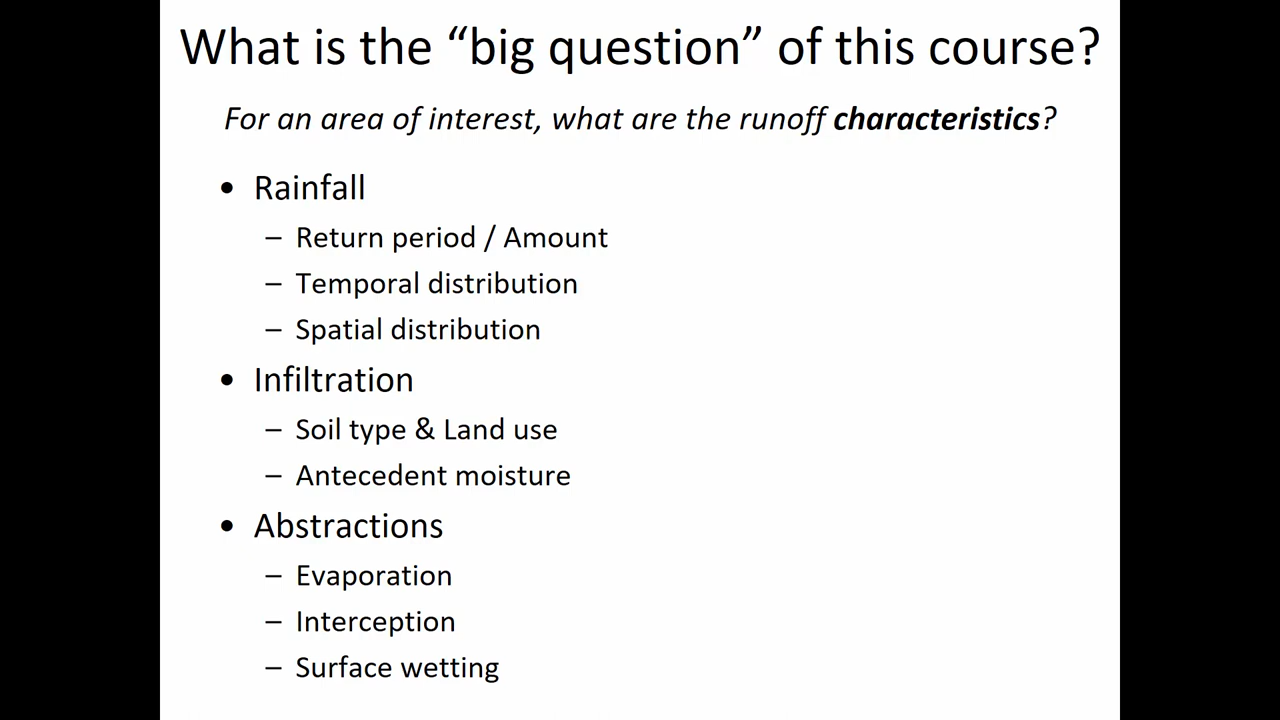 What is the “big question” of this course?
For an area of interest, what are the runoff characteristics?
• Rainfall
– Return period / Amount
– Temporal distribution
– Spatial distribution
• Infiltration
– Soil type & Land use
– Antecedent moisture
• Abstractions
– Evaporation
– Interception
– Surface wetting